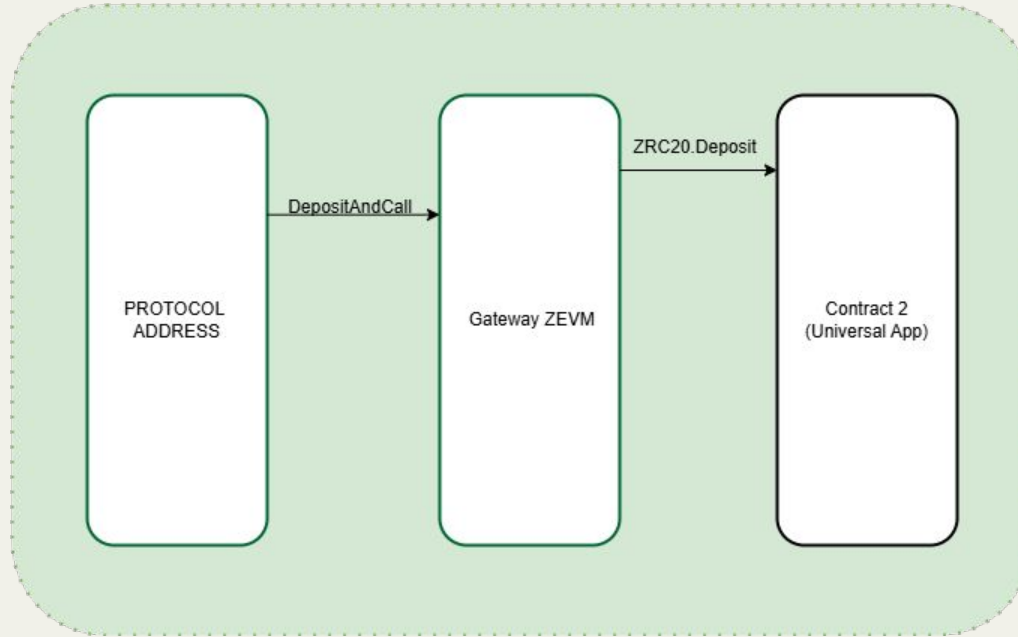 ZRC20.Deposit
DepositAndCall
PROTOCOL
ADDRESS
Gateway ZEVM
Contract 2
(Universal App)